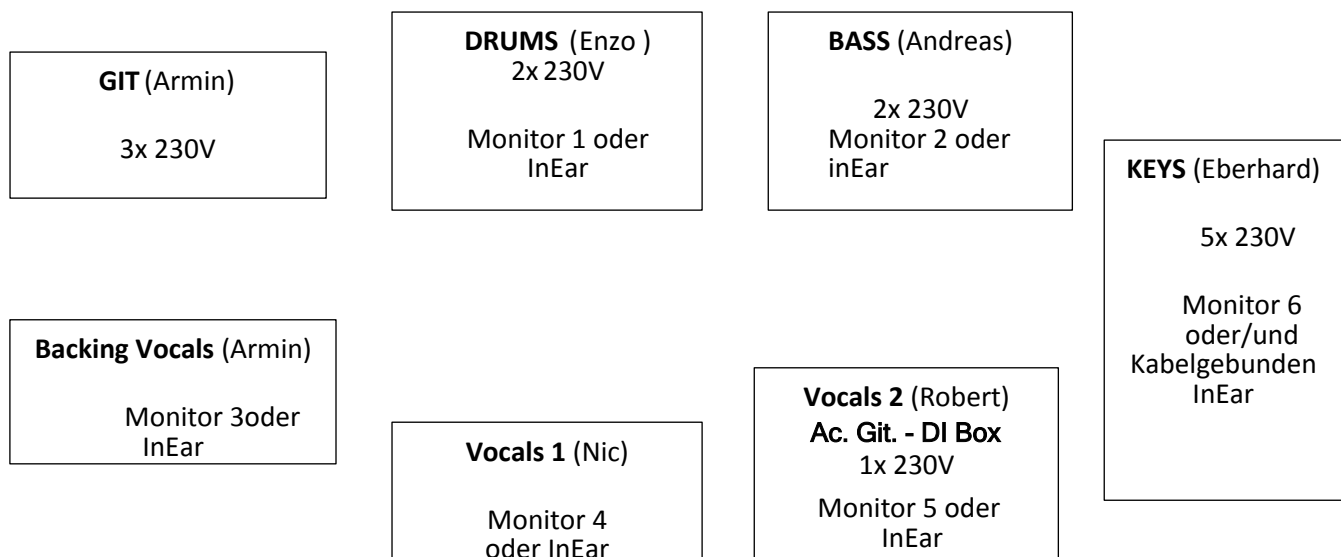 GIT (Armin)
3x 230V
DRUMS (Enzo )
2x 230V
Monitor 1 oder
InEar
BASS (Andreas)
2x 230V
Monitor 2 oder
inEar
KEYS (Eberhard)
5x 230V
Monitor 6
oder/und
Kabelgebunden
InEar
Backing Vocals (Armin)
Monitor 3oder
InEar
Vocals 1 (Nic)
Monitor 4
oder InEar
Vocals 2 (Robert)
Ac. Git. - DI Box
1x 230V
Monitor 5 oder
InEar